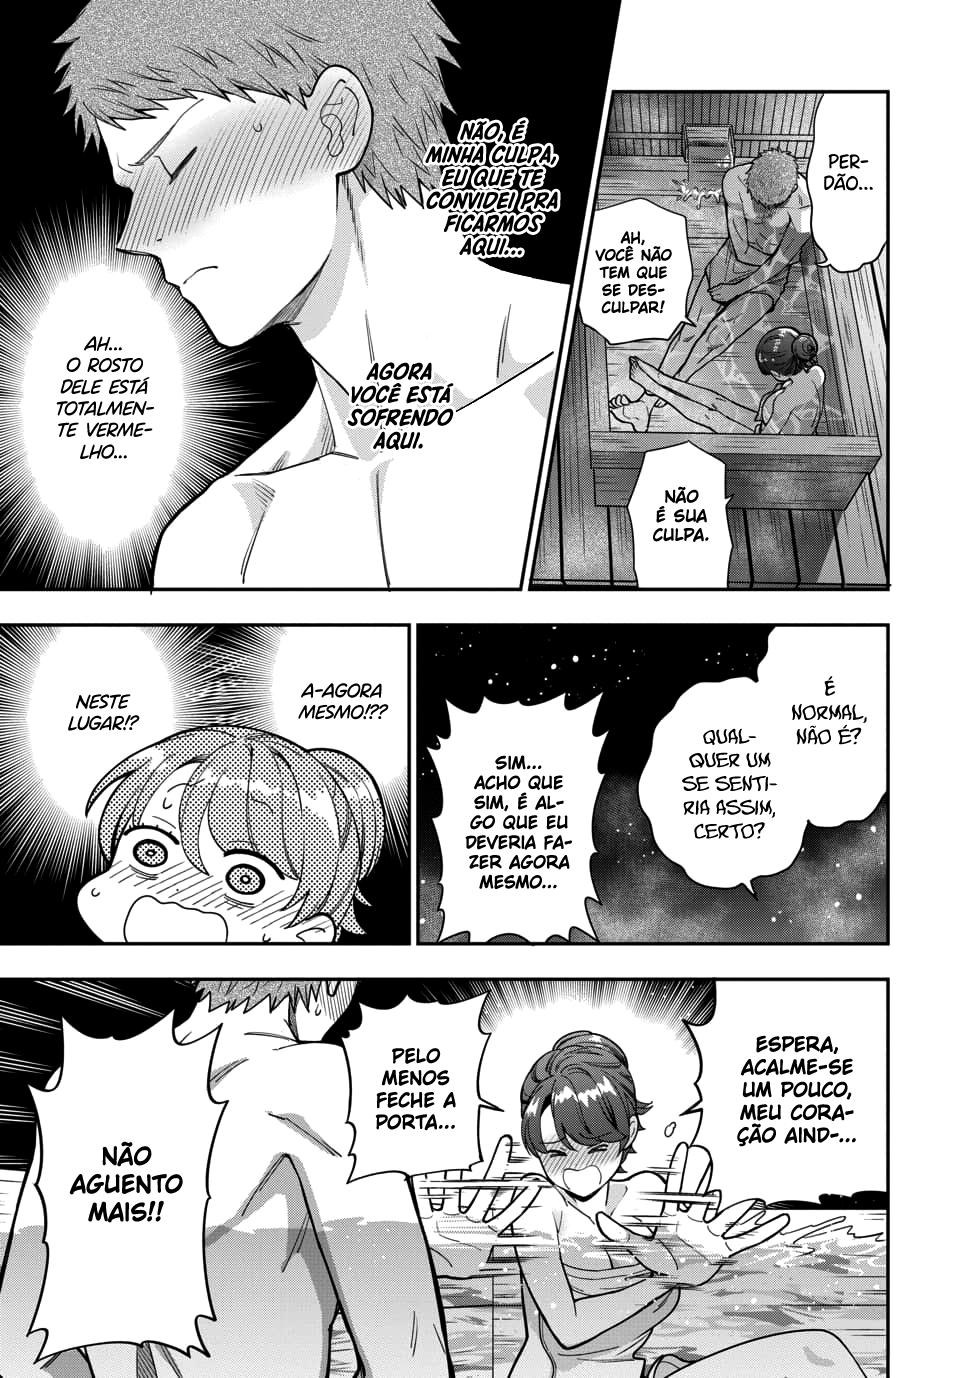 PER-
DÃO...
AH,
VOCÊ NÃO
TEM QUE
SE DES-
CULPAR!
NÃO
É SUA
CULPA.
NÃO, É
MINHA CULPA,
EU QUE TE
CONVIDEI PRA
FICARMOS
AQUI...
AGORA
VOCÊ ESTÁ
SOFRENDO
AQUI.
AH...
O ROSTO
DELE ESTÁ
TOTALMEN-
TE VERME-
LHO...
É
NORMAL,
NÃO É?
QUAL-
QUER UM
SE SENTI-
RIA ASSIM,
CERTO?
SIM...
ACHO QUE
SIM, É AL-
GO QUE EU
DEVERIA FA-
ZER AGORA
MESMO...
A-AGORA
MESMO!??
NESTE
LUGAR!?
ESPERA,
ACALME-SE
UM POUCO,
MEU CORA-
ÇÃO AIND-...
PELO
MENOS
FECHE A
PORTA...
NÃO
AGUENTO
MAIS!!